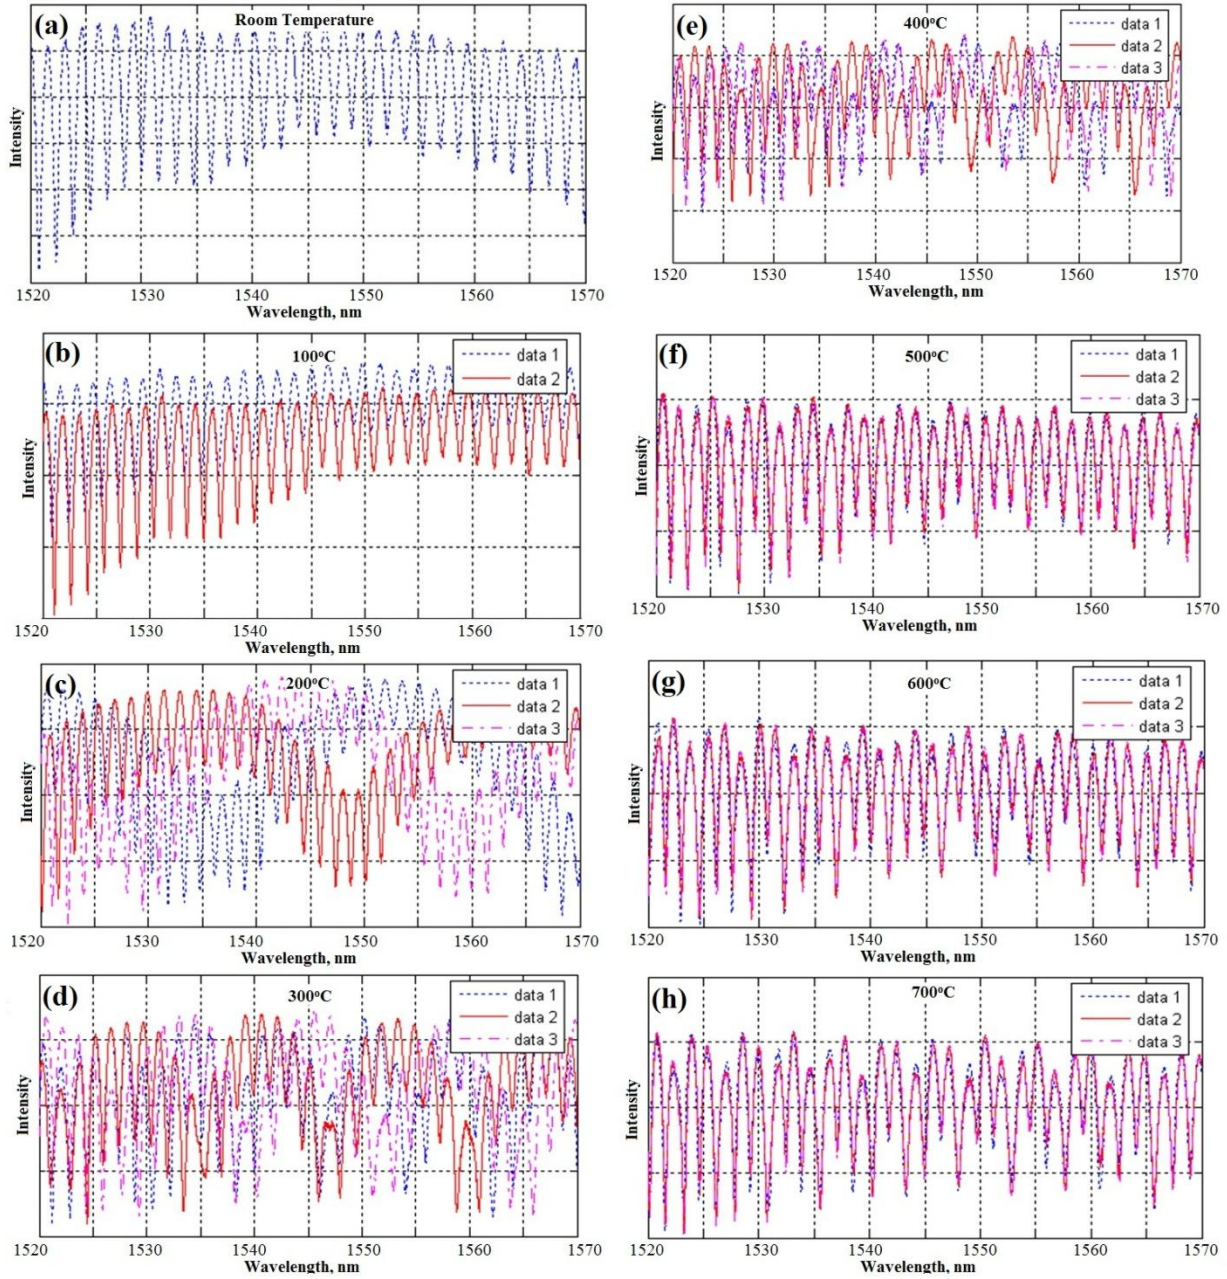 (a)
Room Temperature
Intensity
1520 1530 1540 1550 1560 1570
Wavelength, nm
(b)
100°C
data 1
data 2
Intensity
1520 1530 1540 1550 1560 1570
Wavelength, nm
(c)
200°C
data 1
data 2
data 3
Intensity
1520 1530 1540 1550 1560 1570
Wavelength, nm
(d)
300°C
data 1
data 2
data 3
Intensity
1520 1530 1540 1550 1560 1570
Wavelength, nm
(e)
400°C
data 1
data 2
data 3
Intensity
1520 1530 1540 1550 1560 1570
Wavelength, nm
(f)
500°C
data 1
data 2
data 3
Intensity
1520 1530 1540 1550 1560 1570
Wavelength, nm
(g)
600°C
data 1
data 2
data 3
Intensity
1520 1530 1540 1550 1560 1570
Wavelength, nm
(h)
700°C
data 1
data 2
data 3
Intensity
1520 1530 1540 1550 1560 1570
Wavelength, nm